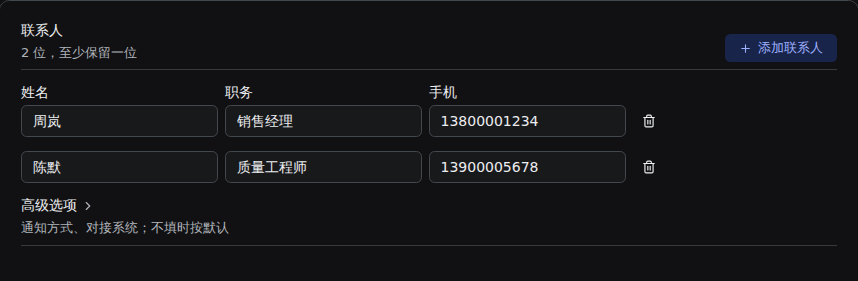 联系人
2 位，至少保留一位
添加联系人
姓名 职务 手机
周岚 销售经理 13800001234
陈默 质量工程师 13900005678
高级选项
通知方式、对接系统；不填时按默认